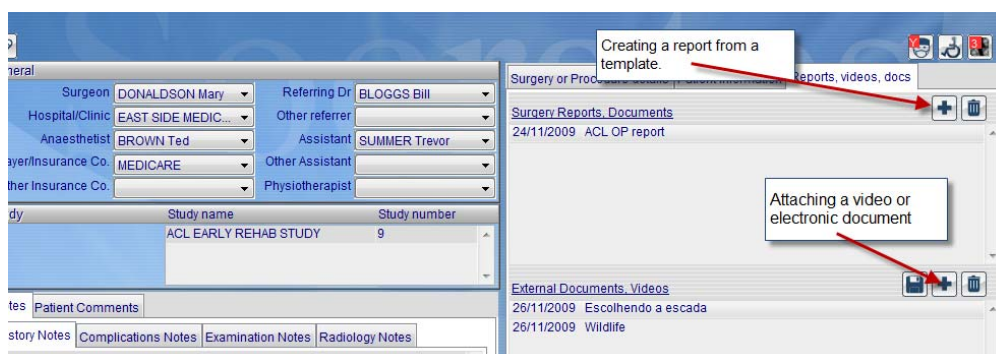 Creating a report from a
template.
neral
Surgeon DONALDSON Mary Referring Dr BLOGGS Bill
Hospital/Clinic EAST SIDE MEDIC... Other referrer
Anaesthetist BROWN Ted Assistant SUMMER Trevor
ayer/Insurance Co. MEDICARE Other Assistant
ther Insurance Co. Physiotherapist
dy Study name Study number
ACL EARLY REHAB STUDY 9
tes Patient Comments
story Notes Complications Notes Examination Notes Radiology Notes
Surgery or Reports, videos, docs
Surgery Reports, Documents
24/11/2009 ACL OP report
Attaching a video or
electronic document
External Documents, Videos
26/11/2009 Escolhendo a escada
26/11/2009 Wildlife